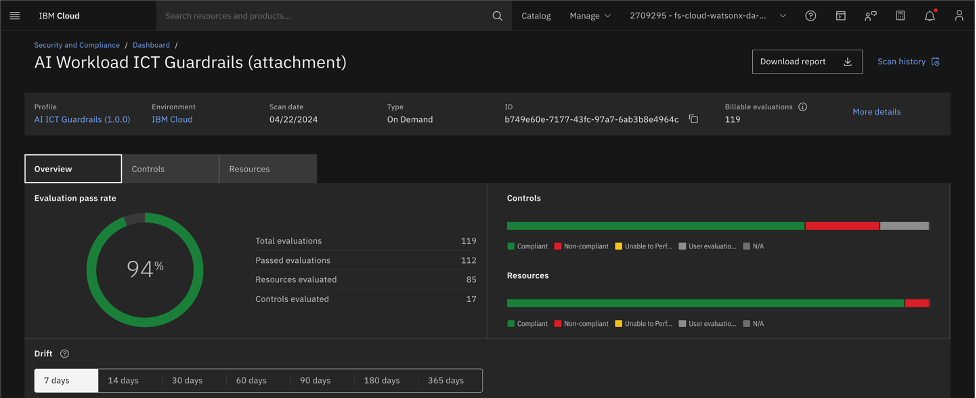 IBM Cloud
Search resources and products...
Catalog
Manage
2709295 - fs-cloud-watsonx-da-...
Security and Compliance / Dashboard /
AI Workload ICT Guardrails (attachment)
Download report
Scan history
Profile
AI ICT Guardrails (1.0.0)
Environment
IBM Cloud
Scan date
04/22/2024
Type
On Demand
ID
b749e60e-7177-43fc-97a7-6ab3b8e4964c
Billable evaluations
119
More details
Overview
Controls
Resources
Evaluation pass rate
94%
Total evaluations 119
Passed evaluations 112
Resources evaluated 85
Controls evaluated 17
Controls
Compliant Non-compliant Unable to Perf... User evaluatio... N/A
Resources
Compliant Non-compliant Unable to Perf... User evaluatio... N/A
Drift
7 days 14 days 30 days 60 days 90 days 180 days 365 days